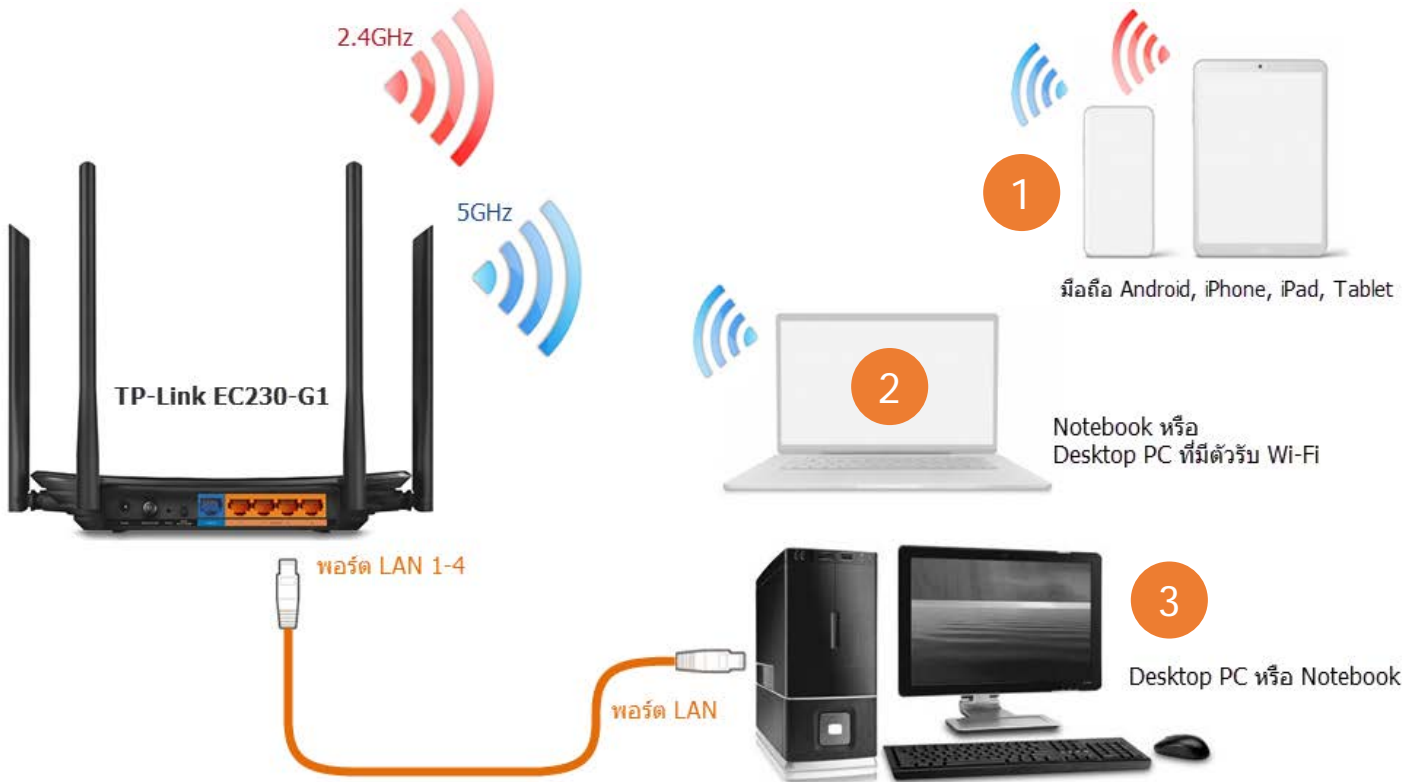 2.4GHz
5GHz
TP-Link EC230-G1
1
มือถือ Android, iPhone, iPad, Tablet
2
Notebook หรือ
Desktop PC ที่มีตัวรับ Wi-Fi
พอร์ต LAN 1-4
3
Desktop PC หรือ Notebook
พอร์ต LAN